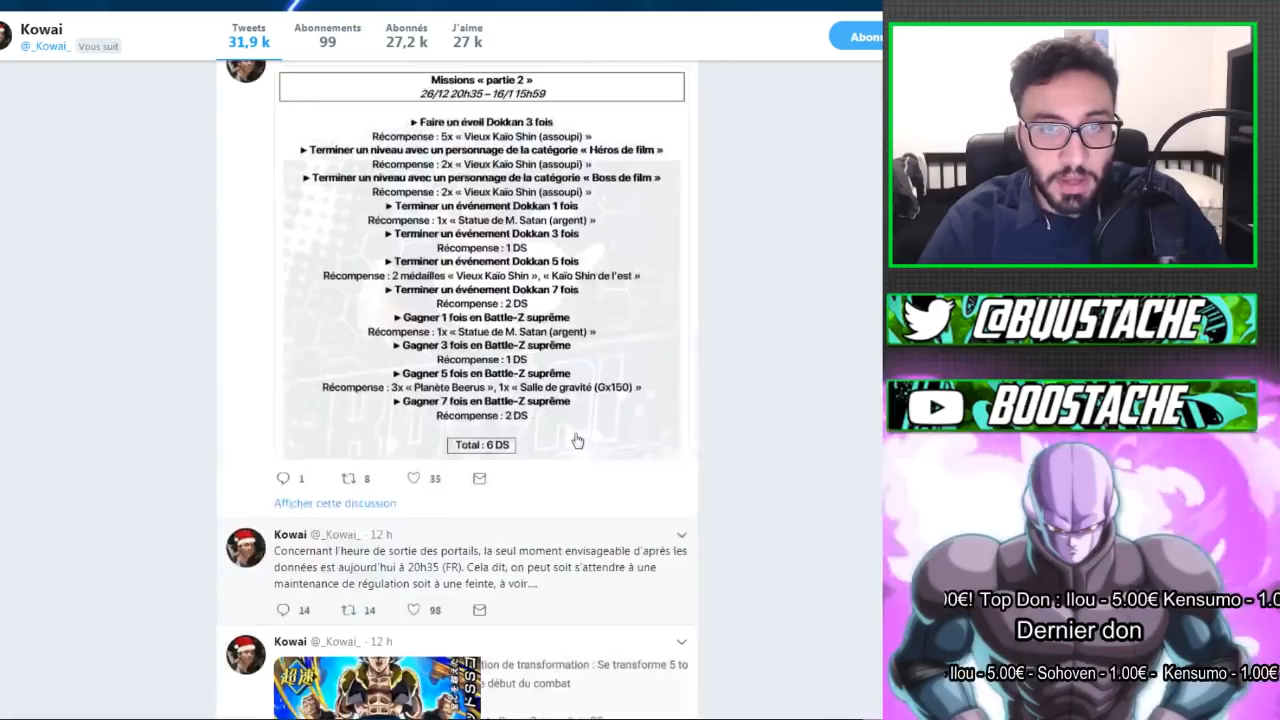 Kowai
@_Kowai_ Vous suit
Tweets
31,9 k
Abonnements
99
Abonnés
27,2 k
J'aime
27 k
Abonn
Missions « partie 2 »
26/12 20h35 – 16/1 15h59
► Faire un éveil Dokkan 3 fois
Récompense : 5x « Vieux Kaïo Shin (assoupi) »
► Terminer un niveau avec un personnage de la catégorie « Héros de film »
Récompense : 2x « Vieux Kaïo Shin (assoupi) »
► Terminer un niveau avec un personnage de la catégorie « Boss de film »
Récompense : 2x « Vieux Kaïo Shin (assoupi) »
► Terminer un événement Dokkan 1 fois
Récompense : 1x « Statue de M. Satan (argent) »
► Terminer un événement Dokkan 3 fois
Récompense : 1 DS
► Terminer un événement Dokkan 5 fois
Récompense : 2 médailles « Vieux Kaïo Shin », « Kaïo Shin de l'est »
► Terminer un événement Dokkan 7 fois
Récompense : 2 DS
► Gagner 1 fois en Battle-Z suprême
Récompense : 1x « Statue de M. Satan (argent) »
► Gagner 3 fois en Battle-Z suprême
Récompense : 1 DS
► Gagner 5 fois en Battle-Z suprême
Récompense : 3x « Planète Beerus », 1x « Salle de gravité (Gx150) »
► Gagner 7 fois en Battle-Z suprême
Récompense : 2 DS
Total : 6 DS
1 8 35
Afficher cette discussion
Kowai @_Kowai_ · 12 h
Concernant l'heure de sortie des portails, la seul moment envisageable d'après les
données est aujourd'hui à 20h35 (FR). Cela dit, on peut soit s'attendre à une
maintenance de régulation soit à une feinte, à voir....
14 14 98
Kowai @_Kowai_ · 12 h
tion de transformation : Se transforme 5 to
e début du combat
@BUUSTACHE
BOOSTACHE
00€! Top Don : Ilou - 5.00€ Kensumo - 1.0
Dernier don
Ilou - 5.00€ - Sohoven - 1.00€ - Kensumo - 1.00€